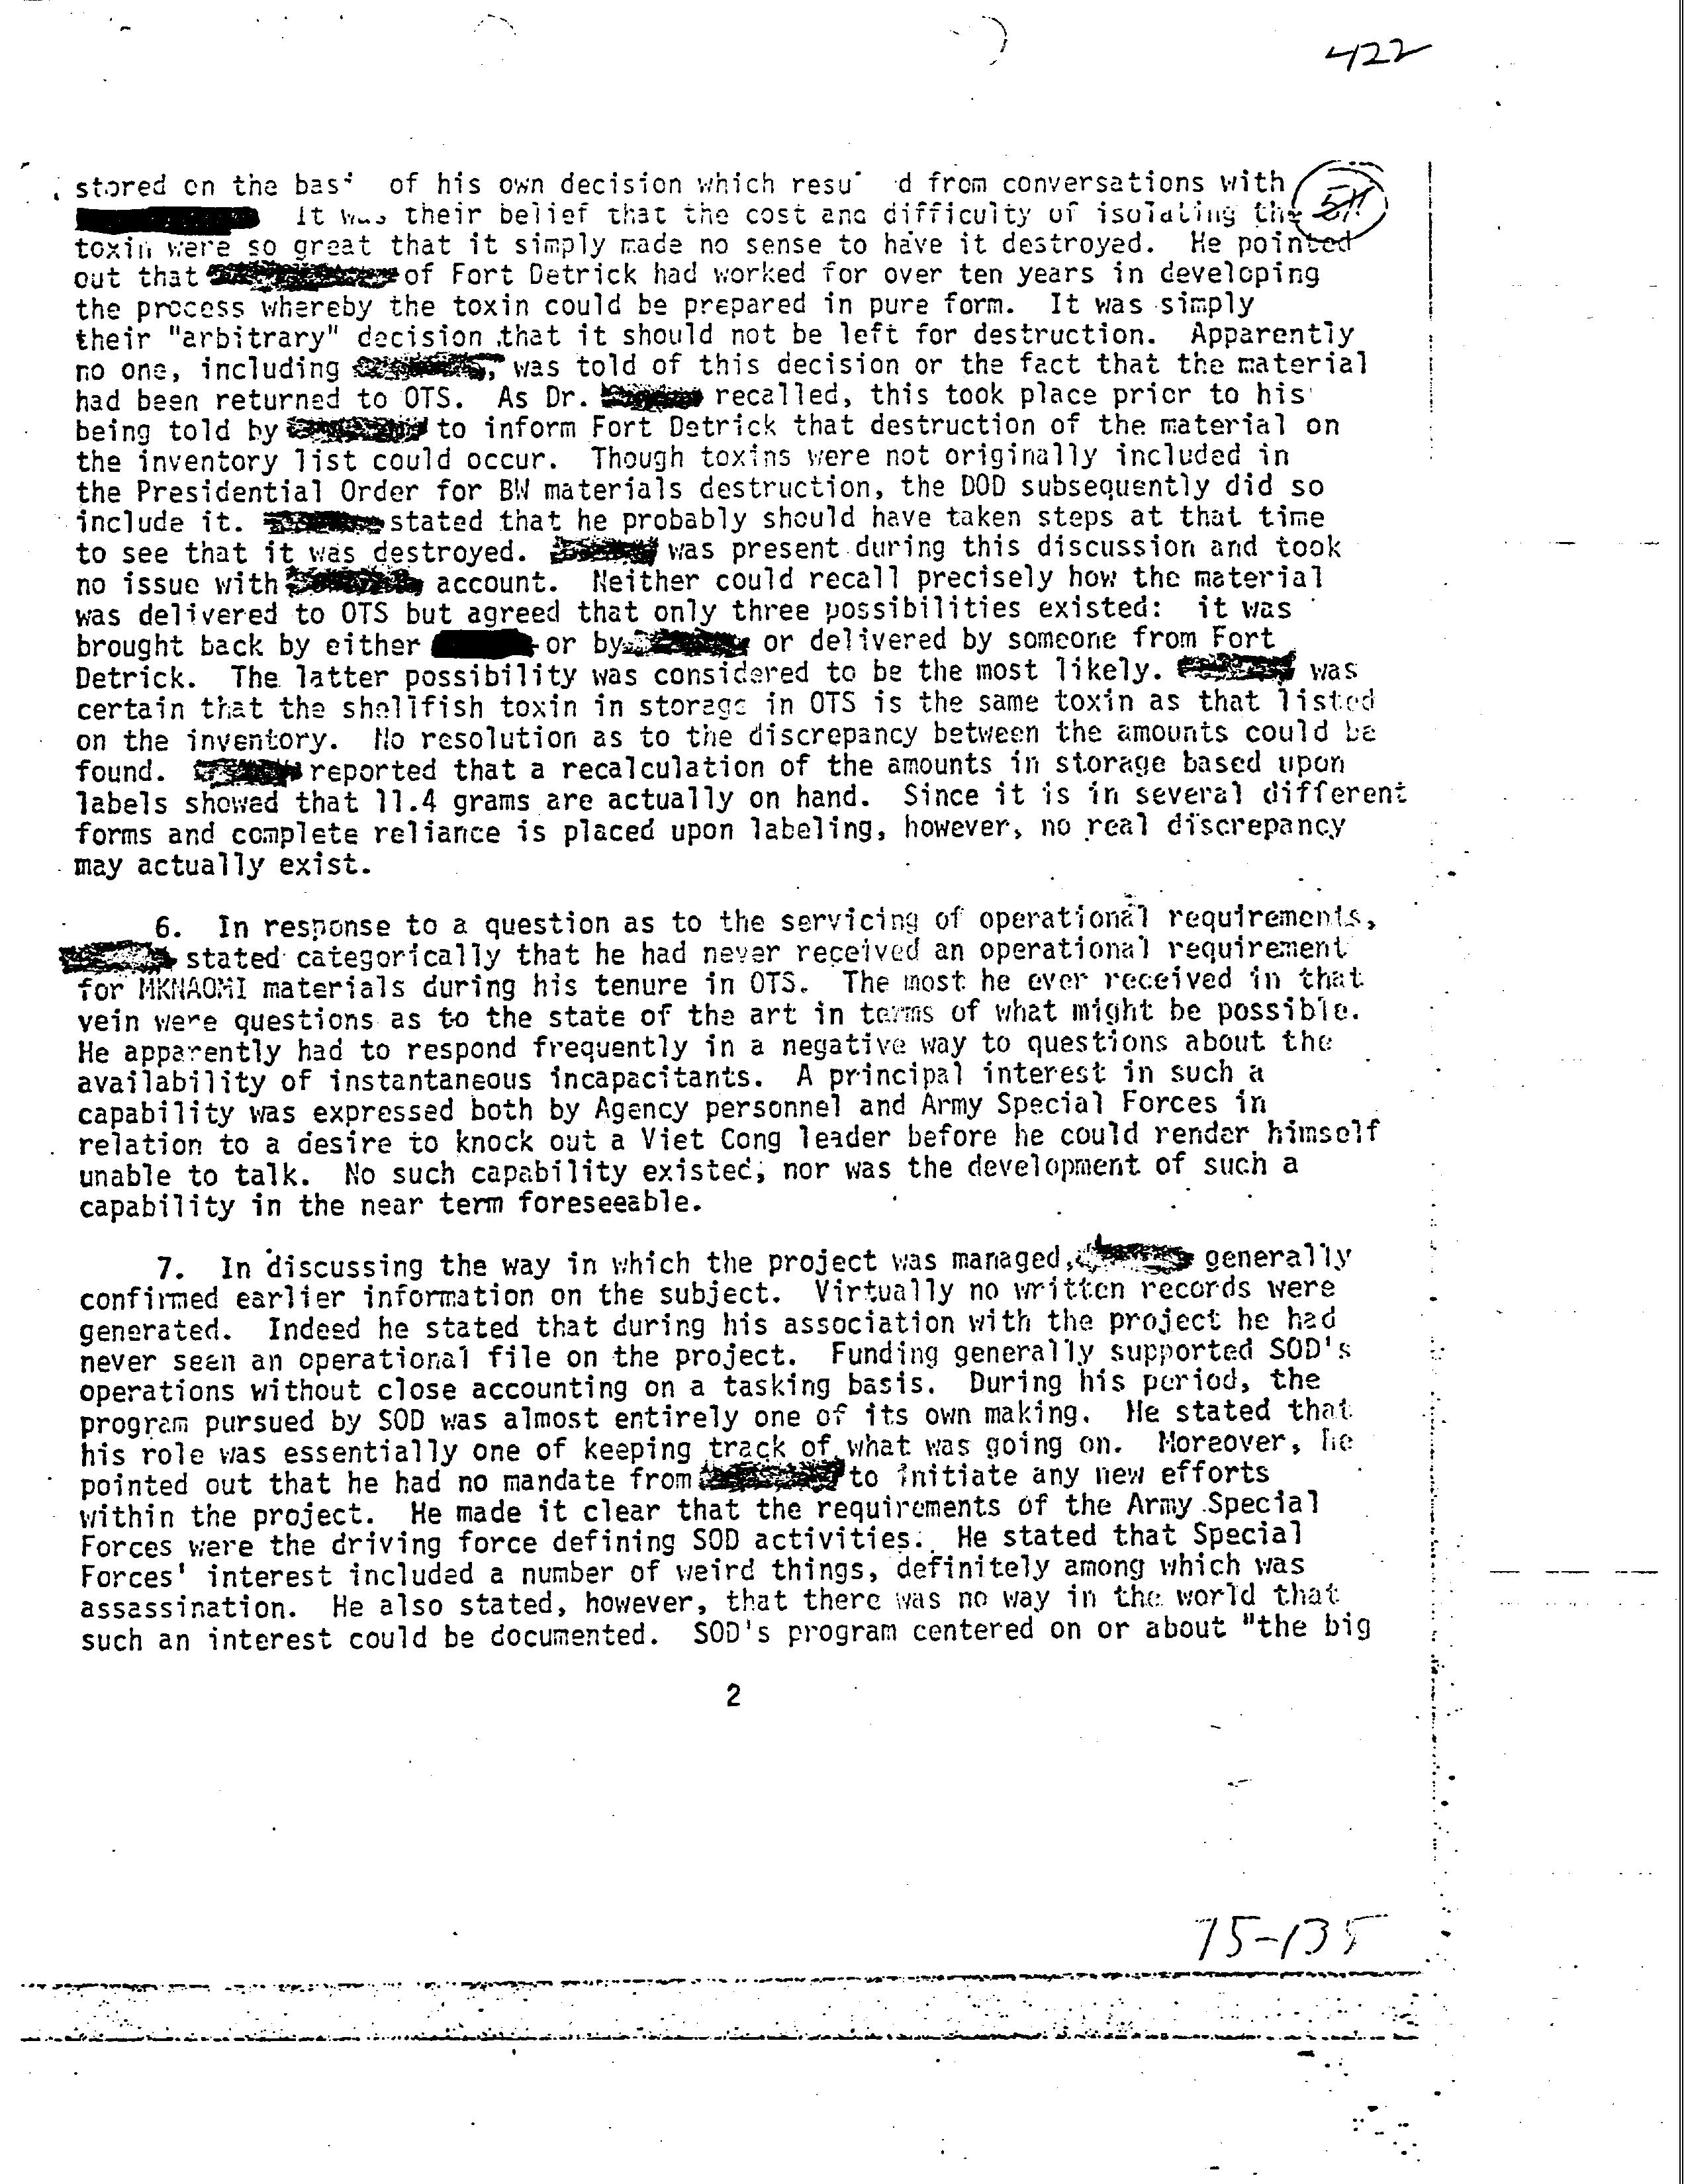 422
stored on the bas of his own decision which resu d from conversations with
It was their belief that the cost and difficulty of isolating the
toxin were so great that it simply made no sense to have it destroyed. He pointed
out that of Fort Detrick had worked for over ten years in developing
the process whereby the toxin could be prepared in pure form. It was simply
their "arbitrary" decision that it should not be left for destruction. Apparently
no one, including , was told of this decision or the fact that the material
had been returned to OTS. As Dr. recalled, this took place prior to his
being told by to inform Fort Detrick that destruction of the material on
the inventory list could occur. Though toxins were not originally included in
the Presidential Order for BW materials destruction, the DOD subsequently did so
include it. stated that he probably should have taken steps at that time
to see that it was destroyed. was present during this discussion and took
no issue with account. Neither could recall precisely how the material
was delivered to OTS but agreed that only three possibilities existed: it was
brought back by either or by or delivered by someone from Fort
Detrick. The latter possibility was considered to be the most likely. was
certain that the shellfish toxin in storage in OTS is the same toxin as that listed
on the inventory. No resolution as to the discrepancy between the amounts could be
found. reported that a recalculation of the amounts in storage based upon
labels showed that 11.4 grams are actually on hand. Since it is in several different
forms and complete reliance is placed upon labeling, however, no real discrepancy
may actually exist.
6. In response to a question as to the servicing of operational requirements,
stated categorically that he had never received an operational requirement
for MKNAOMI materials during his tenure in OTS. The most he ever received in that
vein were questions as to the state of the art in terms of what might be possible.
He apparently had to respond frequently in a negative way to questions about the
availability of instantaneous incapacitants. A principal interest in such a
capability was expressed both by Agency personnel and Army Special Forces in
relation to a desire to knock out a Viet Cong leader before he could render himself
unable to talk. No such capability existed, nor was the development of such a
capability in the near term foreseeable.
7. In discussing the way in which the project was managed, generally
confirmed earlier information on the subject. Virtually no written records were
generated. Indeed he stated that during his association with the project he had
never seen an operational file on the project. Funding generally supported SOD's
operations without close accounting on a tasking basis. During his period, the
program pursued by SOD was almost entirely one of its own making. He stated that
his role was essentially one of keeping track of what was going on. Moreover, he
pointed out that he had no mandate from to initiate any new efforts
within the project. He made it clear that the requirements of the Army Special
Forces were the driving force defining SOD activities. He stated that Special
Forces' interest included a number of weird things, definitely among which was
assassination. He also stated, however, that there was no way in the world that
such an interest could be documented. SOD's program centered on or about "the big
2
75-135